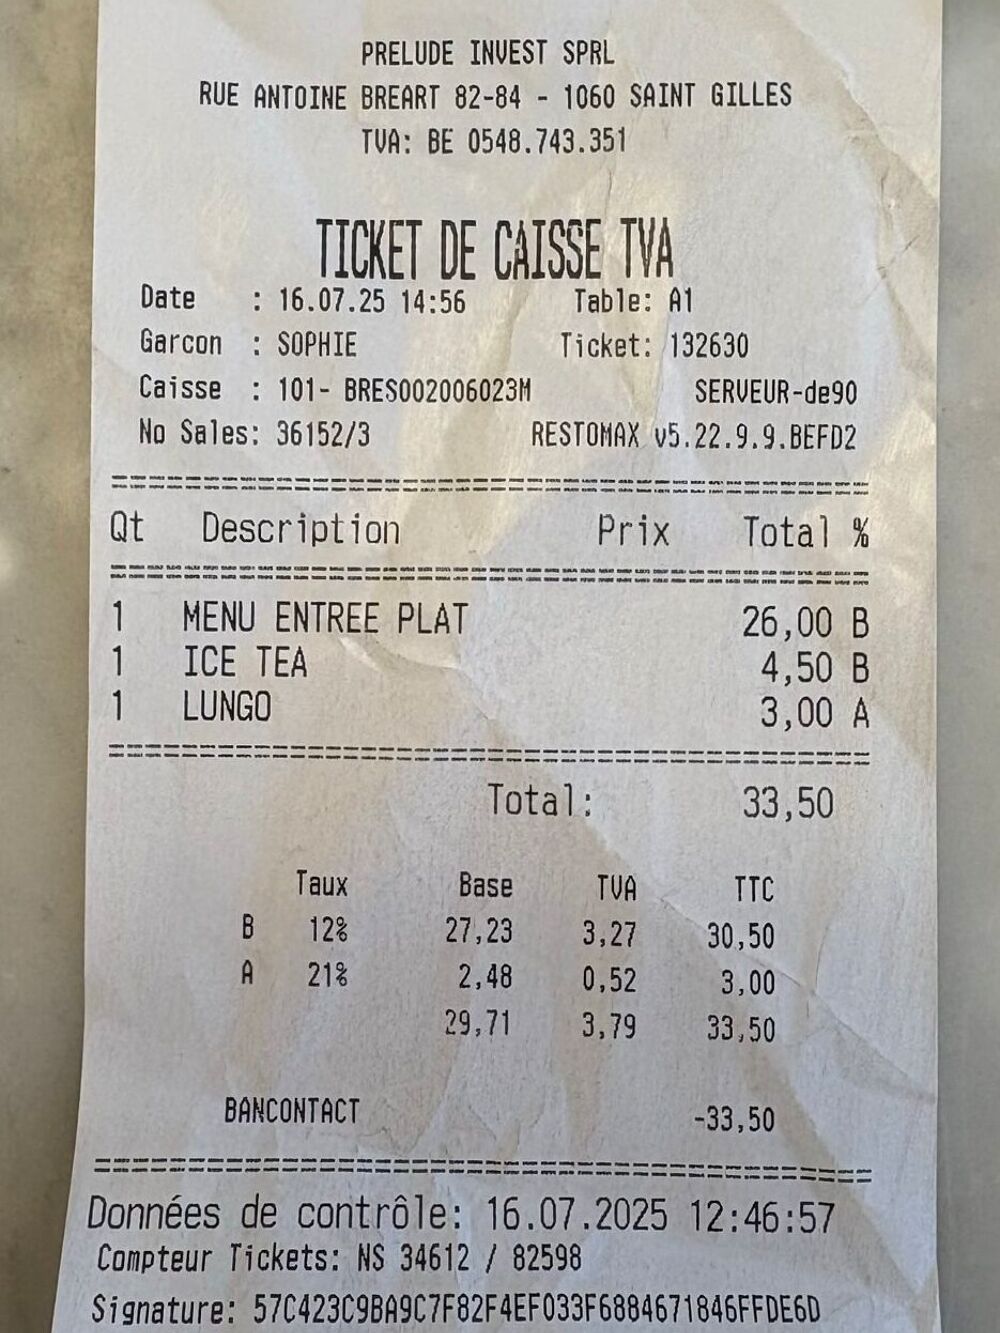 PRELUDE INVEST SPRL
RUE ANTOINE BREART 82-84 - 1060 SAINT GILLES
TVA: BE 0548.743.351
TICKET DE CAISSE TVA
Date : 16.07.25 14:56 Table: A1
Garcon : SOPHIE Ticket: 132630
Caisse : 101- BRES002006023M SERVEUR-de90
No Sales: 36152/3 RESTOMAX v5.22.9.9.BEFD2
Qt Description Prix Total %
1 MENU ENTREE PLAT 26,00 B
1 ICE TEA 4,50 B
1 LUNGO 3,00 A
Total: 33,50
Taux Base TVA TTC
B 12% 27,23 3,27 30,50
A 21% 2,48 0,52 3,00
29,71 3,79 33,50
BANCONTACT -33,50
Données de contrôle: 16.07.2025 12:46:57
Compteur Tickets: NS 34612 / 82598
Signature: 57C423C9BA9C7F82F4EF033F6884671846FFDE6D